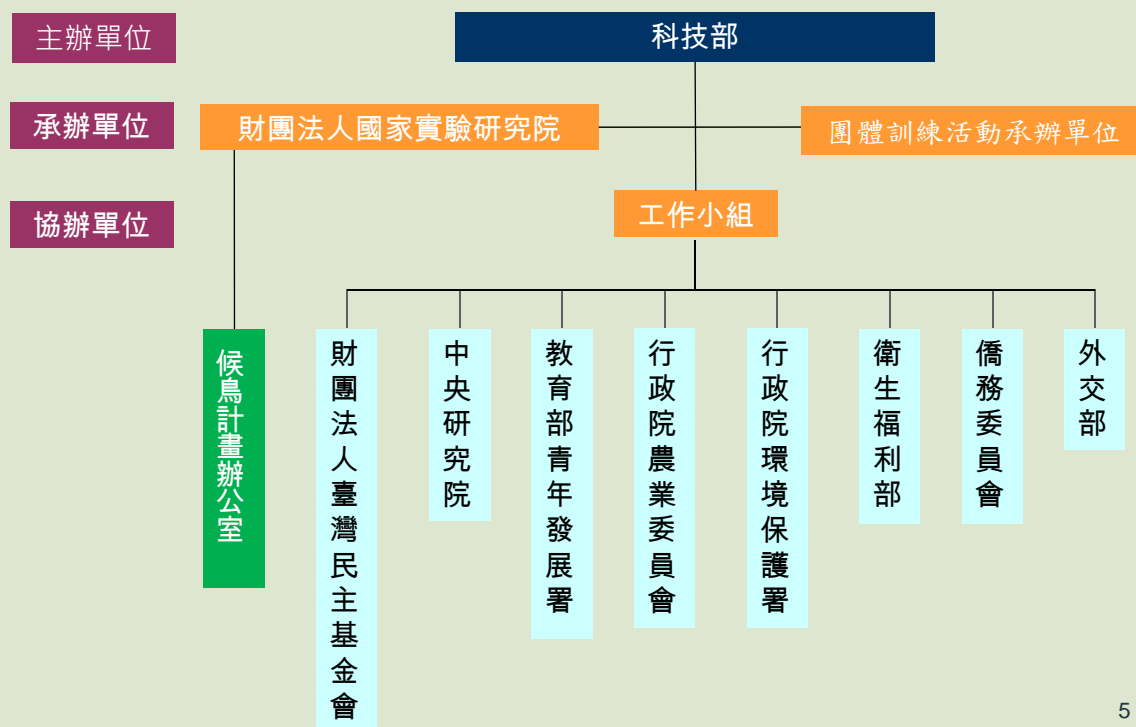 主辦單位
科技部
承辦單位
財團法人國家實驗研究院
團體訓練活動承辦單位
協辦單位
工作小組
候鳥計畫辦公室
財團法人臺灣民主基金會
中央研究院
教育部青年發展署
行政院農業委員會
行政院環境保護署
衛生福利部
僑務委員會
外交部
5